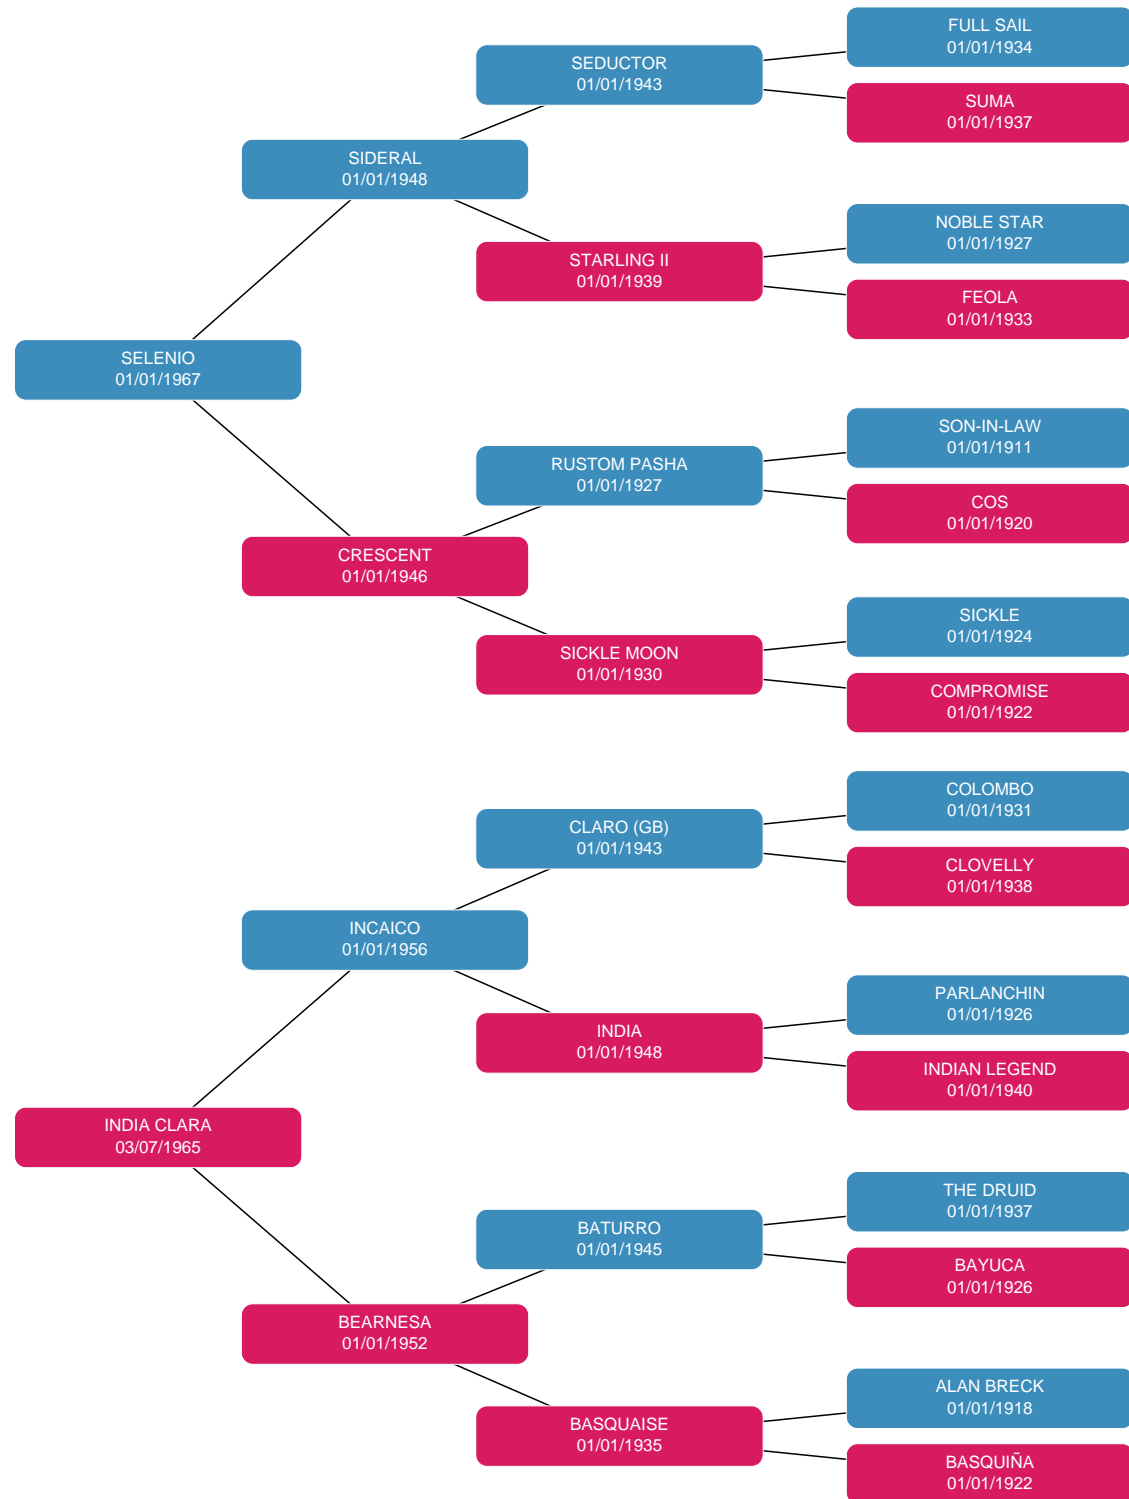 FULL SAIL
01/01/1934
SEDUCTOR
01/01/1943
SUMA
01/01/1937
SIDERAL
01/01/1948
NOBLE STAR
01/01/1927
STARLING II
01/01/1939
FEOLA
01/01/1933
SELENIO
01/01/1967
SON-IN-LAW
01/01/1911
RUSTOM PASHA
01/01/1927
COS
01/01/1920
CRESCENT
01/01/1946
SICKLE
01/01/1924
SICKLE MOON
01/01/1930
COMPROMISE
01/01/1922
COLOMBO
01/01/1931
CLARO (GB)
01/01/1943
CLOVELLY
01/01/1938
INCAICO
01/01/1956
PARLANCHIN
01/01/1926
INDIA
01/01/1948
INDIAN LEGEND
01/01/1940
INDIA CLARA
03/07/1965
THE DRUID
01/01/1937
BATURRO
01/01/1945
BAYUCA
01/01/1926
BEARNESA
01/01/1952
ALAN BRECK
01/01/1918
BASQUAISE
01/01/1935
BASQUIÑA
01/01/1922